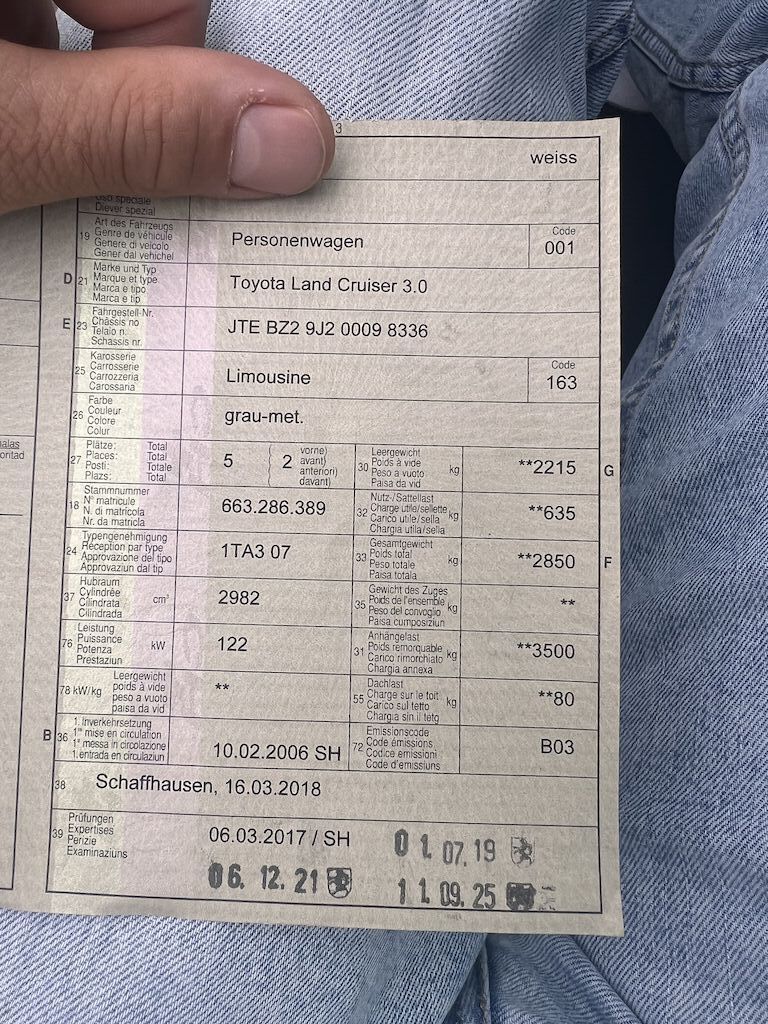 3
weiss
Uso speciale
Diever spezial
19 Art des Fahrzeugs
Genre de véhicule
Genere di veicolo
Gener dal vehichel
Personenwagen
Code
001
D 21 Marke und Typ
Marque et type
Marca e tipo
Marca e tip
Toyota Land Cruiser 3.0
E 23 Fahrgestell-Nr.
Châssis no
Telaio n.
Schassis nr.
JTE BZ2 9J2 0009 8336
25 Karosserie
Carrosserie
Carrozzeria
Carossaria
Limousine
Code
163
26 Farbe
Couleur
Colore
Colur
grau-met.
27 Plätze: Total
Places: Total
Posti: Totale
Plazs: Total
5
2 vorne)
avant)
anteriori)
davant)
30 Leergewicht
Poids à vide
Peso a vuoto
Paisa da vid
kg
**2215
G
18 Stammnummer
N° matricule
N. di matricola
Nr. da matricla
663.286.389
32 Nutz-/Sattellast
Charge utile/sellette
Carico utile/sella
Chargia utila/sella
kg
**635
24 Typengenehmigung
Réception par type
Approvazione del tipo
Approvaziun dal tip
1TA3 07
33 Gesamtgewicht
Poids total
Peso totale
Paisa totala
kg
**2850
F
37 Hubraum
Cylindrée
Cilindrata
Cilindrada
cm³
2982
35 Gewicht des Zuges
Poids de l'ensemble
Peso del convoglio
Paisa cumposiziun
kg
**
76 Leistung
Puissance
Potenza
Prestaziun
kW
122
31 Anhängelast
Poids remorquable
Carico rimorchiato
Chargia annexa
kg
**3500
78 kW/kg Leergewicht
poids à vide
peso a vuoto
paisa da vid
**
55 Dachlast
Charge sur le toit
Carico sul tetto
Chargia sin il tetg
kg
**80
B 36 1. Inverkehrsetzung
1re mise en circulation
1a messa in circolazione
1. entrada en circulaziun
10.02.2006 SH
72 Emissionscode
Code émissions
Codice emissioni
Code d'emissiuns
B03
38 Schaffhausen, 16.03.2018
39 Prüfungen
Expertises
Perizie
Examinaziuns
06.03.2017 / SH
01.07.19
06.12.21
11.09.25